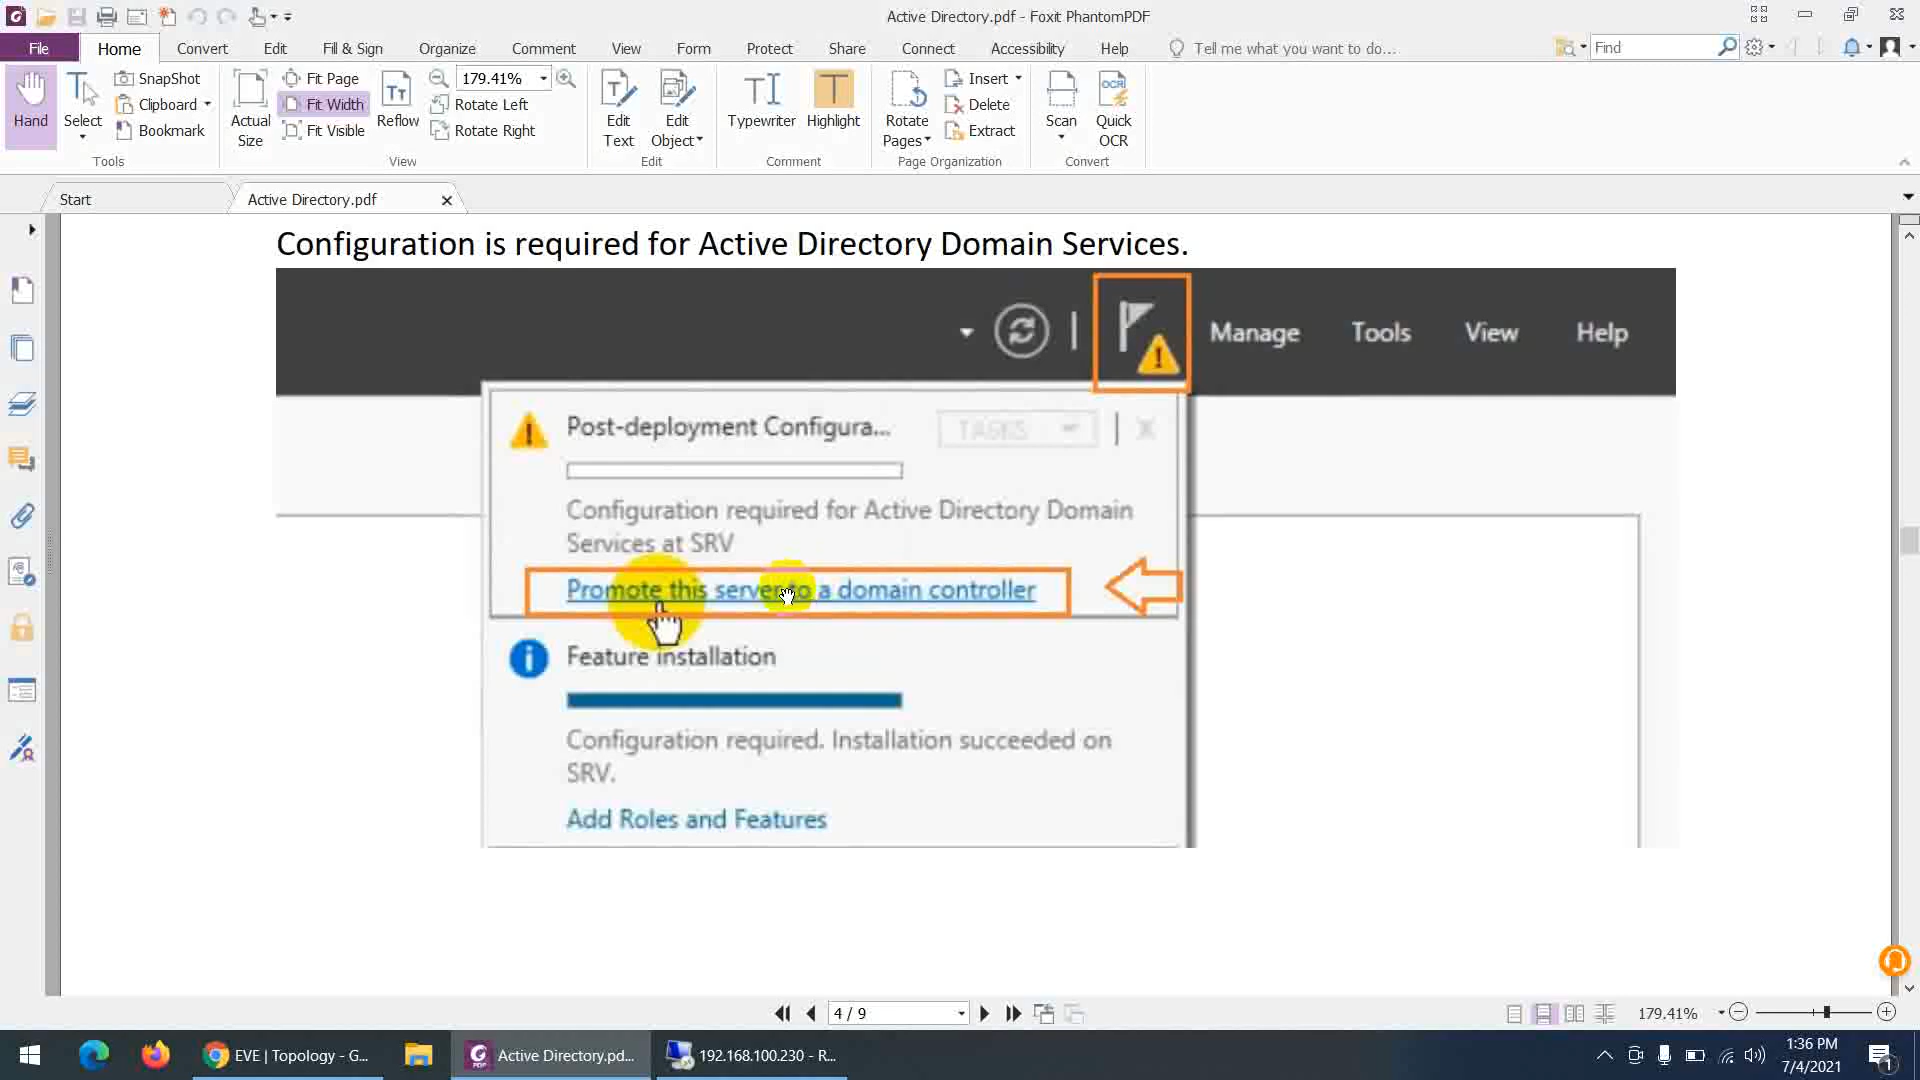 Active Directory.pdf - Foxit PhantomPDF
File Home Convert Edit Fill & Sign Organize Comment View Form Protect Share Connect Accessibility Help Tell me what you want to do... Find
Hand
Select
SnapShot
Clipboard
Bookmark
Tools
Actual Size
Fit Page
Fit Width
Fit Visible
Reflow
179.41%
Rotate Left
Rotate Right
View
Edit Text
Edit Object
Edit
Typewriter
Highlight
Comment
Rotate Pages
Insert
Delete
Extract
Page Organization
Scan
Quick OCR
Convert
Start
Active Directory.pdf
Configuration is required for Active Directory Domain Services.
Manage Tools View Help
Post-deployment Configura...
TASKS
Configuration required for Active Directory Domain
Services at SRV
Promote this server to a domain controller
Feature installation
Configuration required. Installation succeeded on
SRV.
Add Roles and Features
4 / 9
179.41%
EVE | Topology - G...
Active Directory.pd...
192.168.100.230 - R...
1:36 PM
7/4/2021
1